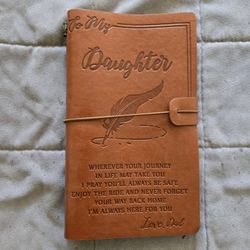 To My
Daughter
WHEREVER YOUR JOURNEY
IN LIFE MAY TAKE YOU
I PRAY YOU'LL ALWAYS BE SAFE
ENJOY THE RIDE AND NEVER FORGET
YOUR WAY BACK HOME
I'M ALWAYS HERE FOR YOU
Love, Dad